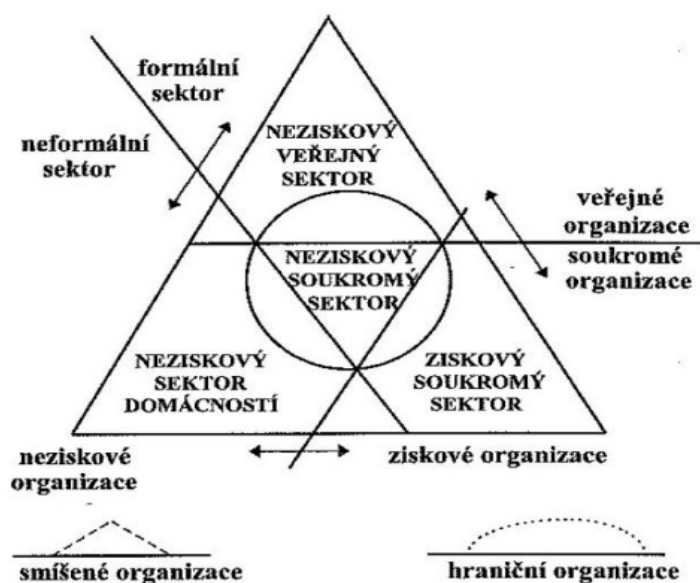 formální
sektor
neformální
sektor
NEZISKOVÝ
VEŘEJNÝ
SEKTOR
veřejné
organizace
soukromé
organizace
NEZISKOVÝ
SOUKROMÝ
SEKTOR
NEZISKOVÝ
SEKTOR
DOMÁCNOSTÍ
ZISKOVÝ
SOUKROMÝ
SEKTOR
neziskové
organizace
ziskové organizace
smíšené organizace
hraniční organizace